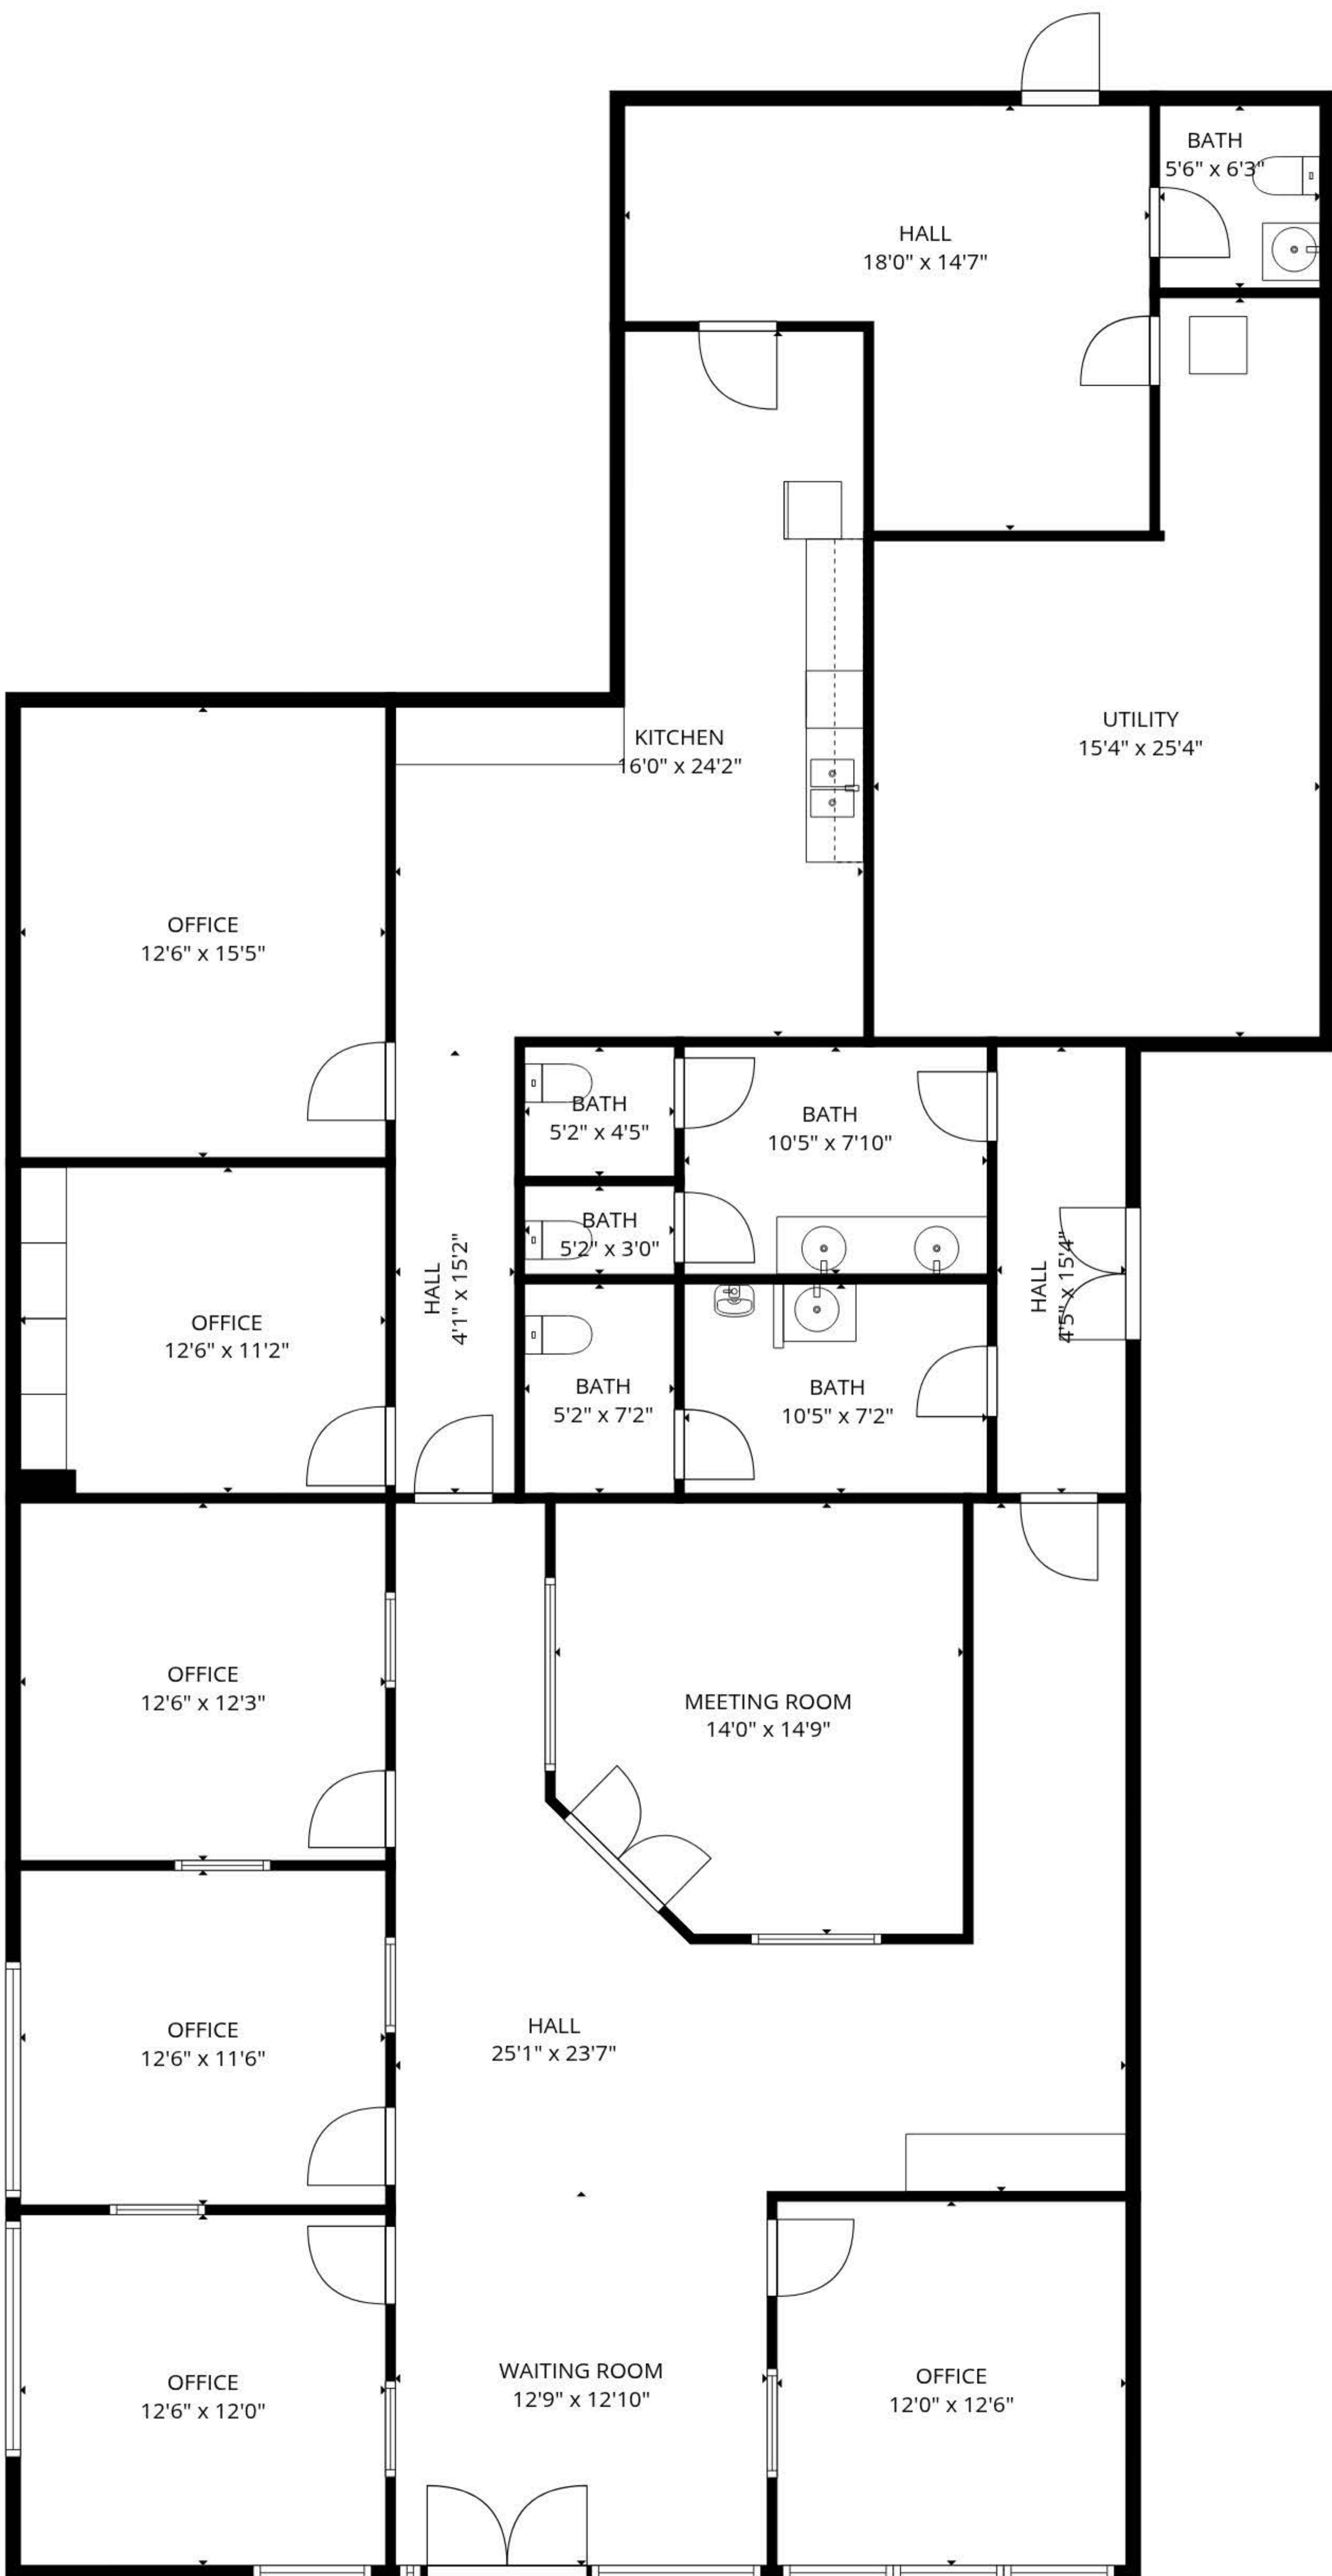 BATH
5'6" x 6'3"
HALL
18'0" x 14'7"
UTILITY
15'4" x 25'4"
KITCHEN
16'0" x 24'2"
OFFICE
12'6" x 15'5"
BATH
5'2" x 4'5"
BATH
10'5" x 7'10"
BATH
5'2" x 3'0"
HALL
4'1" x 15'2"
HALL
4'5" x 15'4"
OFFICE
12'6" x 11'2"
BATH
5'2" x 7'2"
BATH
10'5" x 7'2"
OFFICE
12'6" x 12'3"
MEETING ROOM
14'0" x 14'9"
HALL
25'1" x 23'7"
OFFICE
12'6" x 11'6"
WAITING ROOM
12'9" x 12'10"
OFFICE
12'0" x 12'6"
OFFICE
12'6" x 12'0"